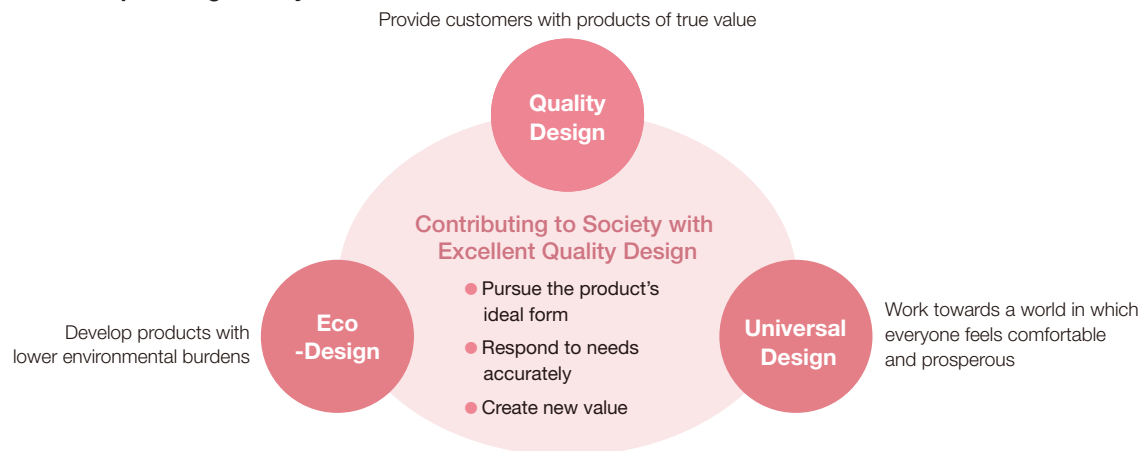 Provide customers with products of true value
Quality
Design
Contributing to Society with
Excellent Quality Design
● Pursue the product's
ideal form
● Respond to needs
accurately
● Create new value
Eco
-Design
Develop products with
lower environmental burdens
Universal
Design
Work towards a world in which
everyone feels comfortable
and prosperous